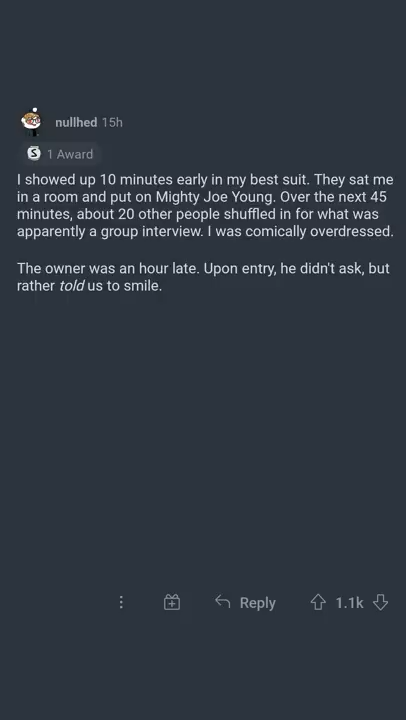 nullhed 15h
1 Award
I showed up 10 minutes early in my best suit. They sat me
in a room and put on Mighty Joe Young. Over the next 45
minutes, about 20 other people shuffled in for what was
apparently a group interview. I was comically overdressed.
The owner was an hour late. Upon entry, he didn't ask, but
rather told us to smile.
Reply 1.1k